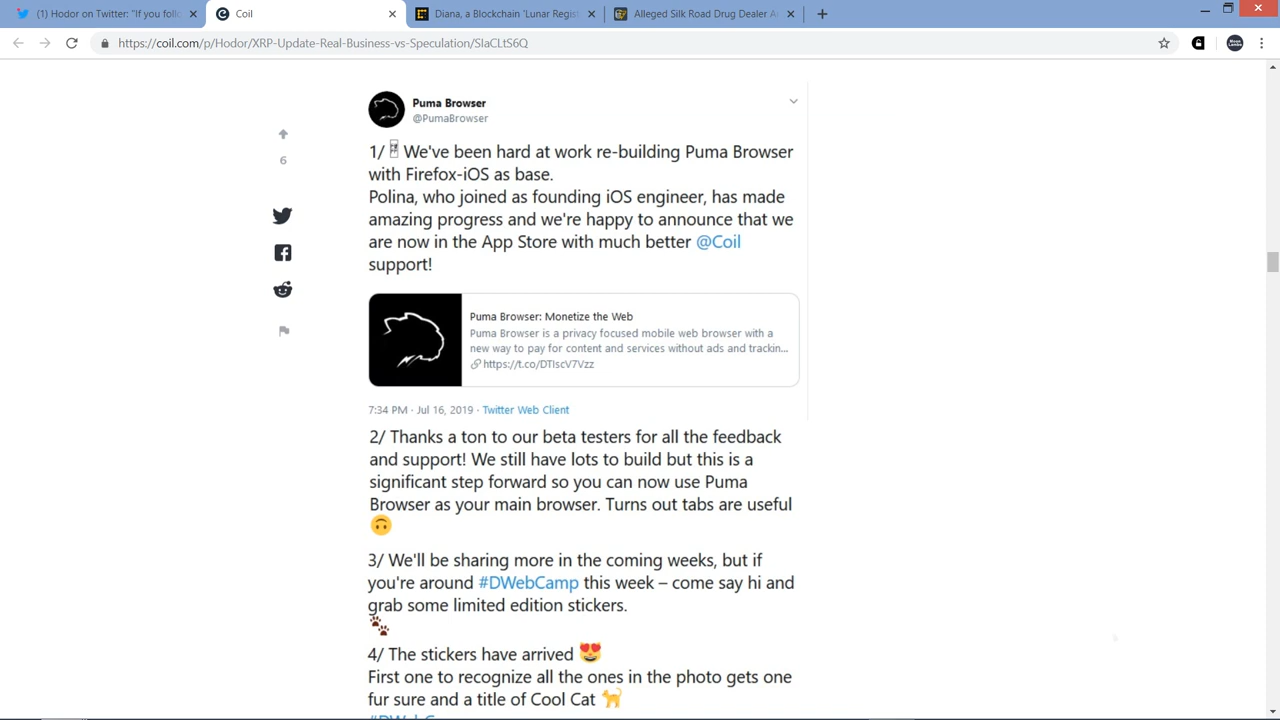 (1) Hodor on Twitter: "If you follo
Coil
Diana, a Blockchain 'Lunar Regist
Alleged Silk Road Drug Dealer A
https://coil.com/p/Hodor/XRP-Update-Real-Business-vs-Speculation/SlaCLtS6Q
Puma Browser
@PumaBrowser
6
1/ We've been hard at work re-building Puma Browser
with Firefox-iOS as base.
Polina, who joined as founding iOS engineer, has made
amazing progress and we're happy to announce that we
are now in the App Store with much better @Coil
support!
Puma Browser: Monetize the Web
Puma Browser is a privacy focused mobile web browser with a
new way to pay for content and services without ads and trackin...
https://t.co/DTIscV7Vzz
7:34 PM · Jul 16, 2019 · Twitter Web Client
2/ Thanks a ton to our beta testers for all the feedback
and support! We still have lots to build but this is a
significant step forward so you can now use Puma
Browser as your main browser. Turns out tabs are useful
🙃
3/ We'll be sharing more in the coming weeks, but if
you're around #DWebCamp this week – come say hi and
grab some limited edition stickers.
🐾
4/ The stickers have arrived 😍
First one to recognize all the ones in the photo gets one
fur sure and a title of Cool Cat 🐈